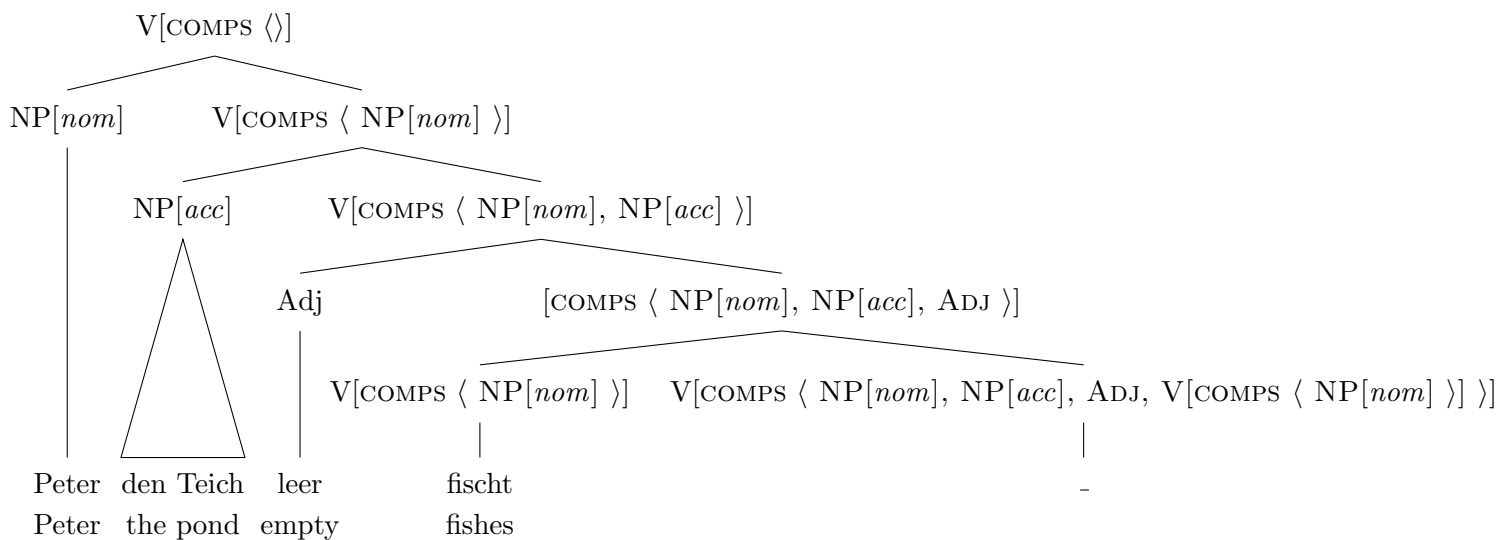 V[COMPS ⟨⟩]
NP[nom] V[COMPS ⟨ NP[nom] ⟩]
NP[acc] V[COMPS ⟨ NP[nom], NP[acc] ⟩]
Adj [COMPS ⟨ NP[nom], NP[acc], ADJ ⟩]
V[COMPS ⟨ NP[nom] ⟩] V[COMPS ⟨ NP[nom], NP[acc], ADJ, V[COMPS ⟨ NP[nom] ⟩] ⟩]
Peter den Teich leer fischt _
Peter the pond empty fishes